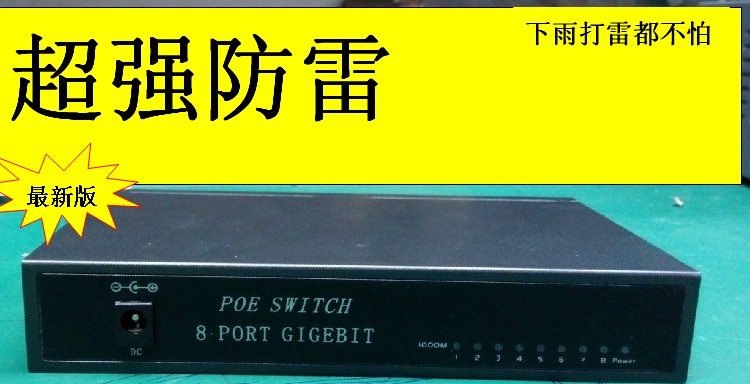 下雨打雷都不怕
超强防雷
最新版
POE SWITCH
8-PORT GIGEBIT
1000M
1 2 3 4 5 6 7 8 Power
DC